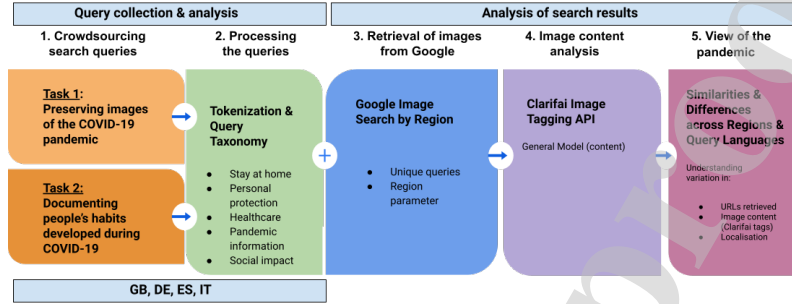 Query collection & analysis
Analysis of search results
1. Crowdsourcing
search queries
2. Processing
the queries
3. Retrieval of images
from Google
4. Image content
analysis
5. View of the
pandemic
Task 1:
Preserving images
of the COVID-19
pandemic
Task 2:
Documenting
people's habits
developed during
COVID-19
Tokenization &
Query
Taxonomy
● Stay at home
● Personal
protection
● Healthcare
● Pandemic
information
● Social impact
+
Google Image
Search by Region
● Unique queries
● Region
parameter
Clarifai Image
Tagging API
General Model (content)
Similarities &
Differences
across Regions &
Query Languages
Understanding
variation in:
● URLs retrieved
● Image content
(Clarifai tags)
● Localisation
GB, DE, ES, IT